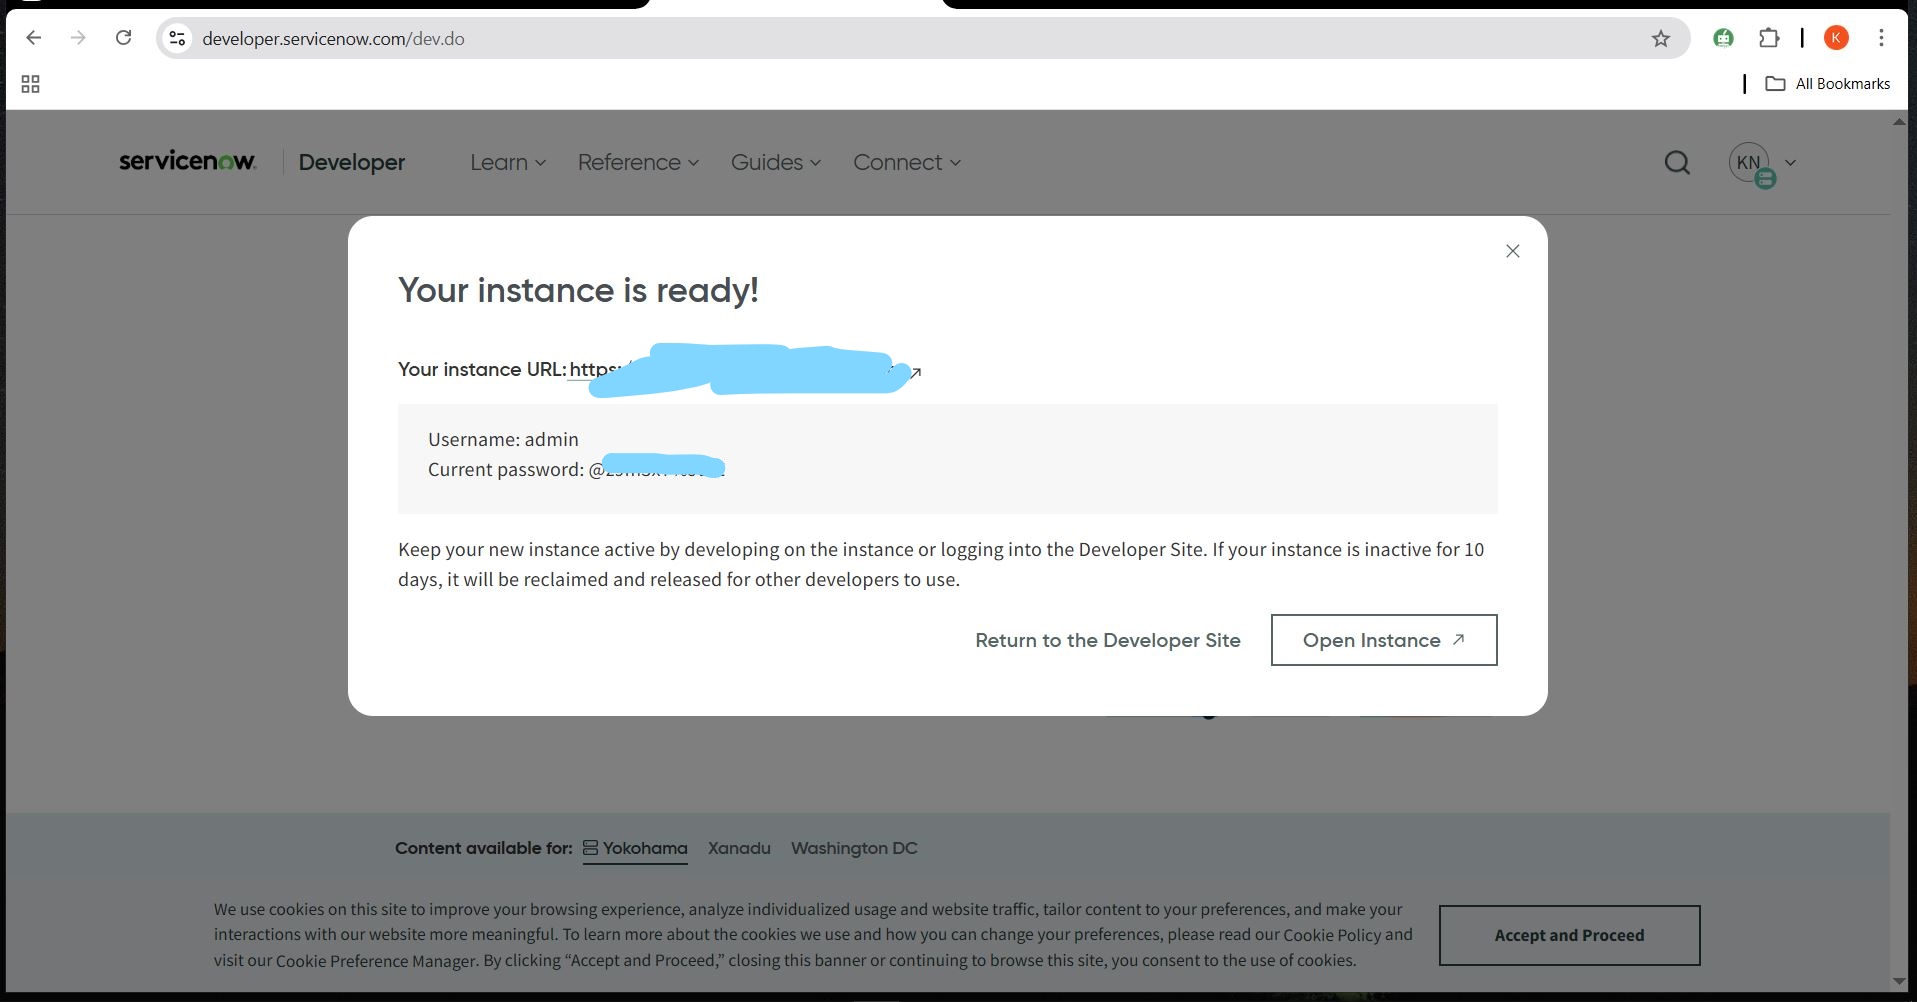 developer.servicenow.com/dev.do
K
All Bookmarks
servicenow Developer Learn Reference Guides Connect KN
Your instance is ready!
Your instance URL: https:
Username: admin
Current password: @
Keep your new instance active by developing on the instance or logging into the Developer Site. If your instance is inactive for 10
days, it will be reclaimed and released for other developers to use.
Return to the Developer Site Open Instance
Content available for: Yokohama Xanadu Washington DC
We use cookies on this site to improve your browsing experience, analyze individualized usage and website traffic, tailor content to your preferences, and make your
interactions with our website more meaningful. To learn more about the cookies we use and how you can change your preferences, please read our Cookie Policy and
visit our Cookie Preference Manager. By clicking “Accept and Proceed,” closing this banner or continuing to browse this site, you consent to the use of cookies.
Accept and Proceed